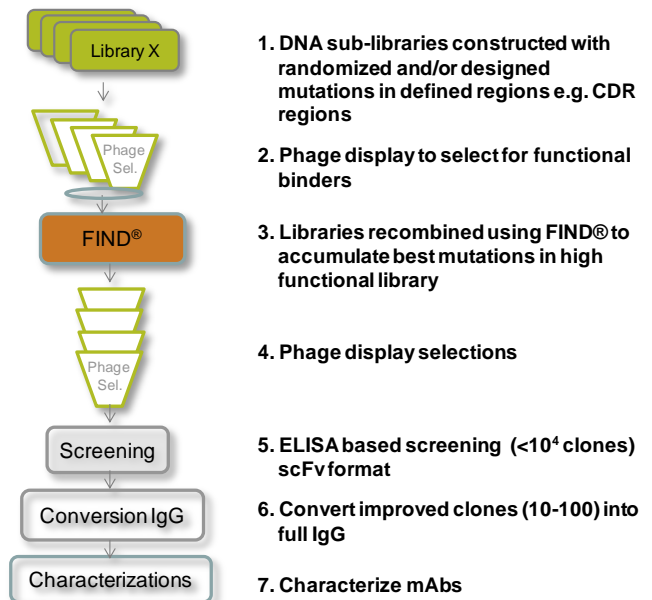 Library X
1. DNA sub-libraries constructed with
randomized and/or designed
mutations in defined regions e.g. CDR
regions
Phage
Sel.
2. Phage display to select for functional
binders
FIND®
3. Libraries recombined using FIND® to
accumulate best mutations in high
functional library
Phage
Sel.
4. Phage display selections
Screening
5. ELISA based screening (<10⁴ clones)
scFv format
Conversion IgG
6. Convert improved clones (10-100) into
full IgG
Characterizations
7. Characterize mAbs